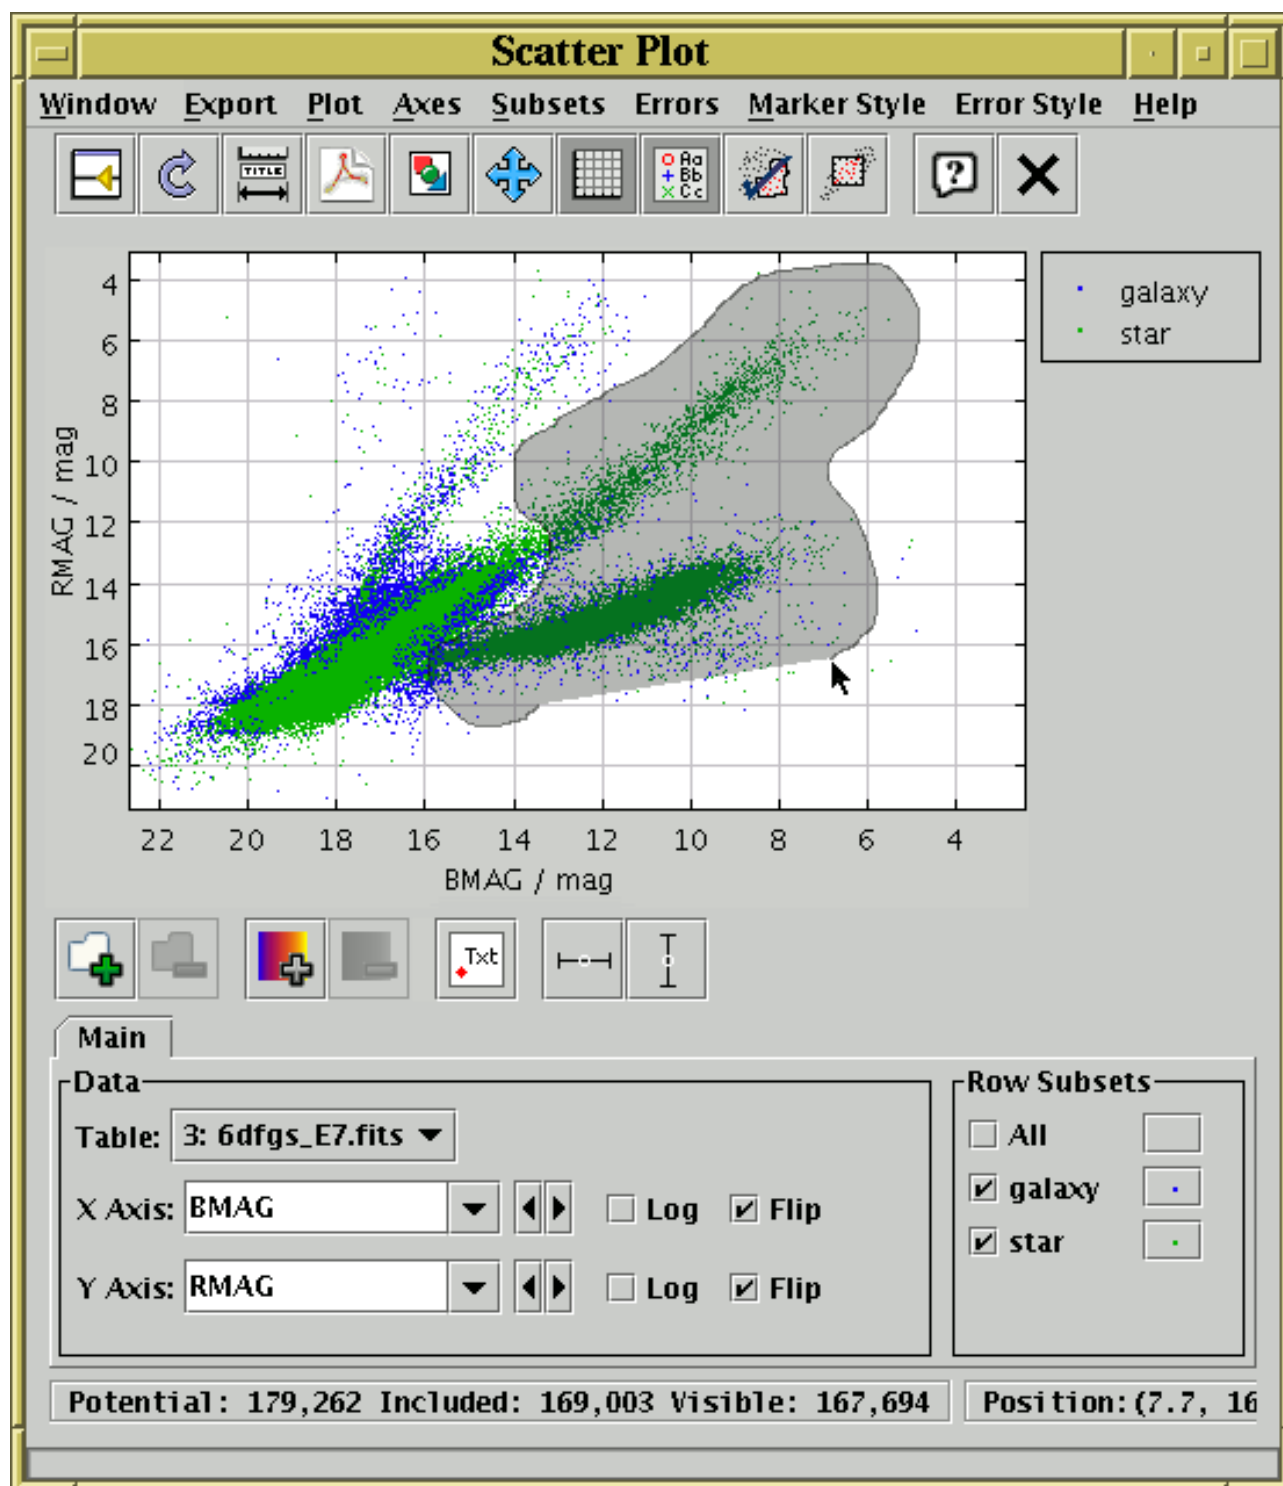 Scatter Plot
Window Export Plot Axes Subsets Errors Marker Style Error Style Help
TITLE
Aa
Bb
Cc
?
galaxy
star
4
6
8
10
12
14
16
18
20
RMAG / mag
22 20 18 16 14 12 10 8 6 4
BMAG / mag
Txt
Main
Data
Table: 3: 6dfgs_E7.fits
X Axis: BMAG Log Flip
Y Axis: RMAG Log Flip
Row Subsets
All
galaxy
star
Potential: 179,262 Included: 169,003 Visible: 167,694
Position:(7.7, 16